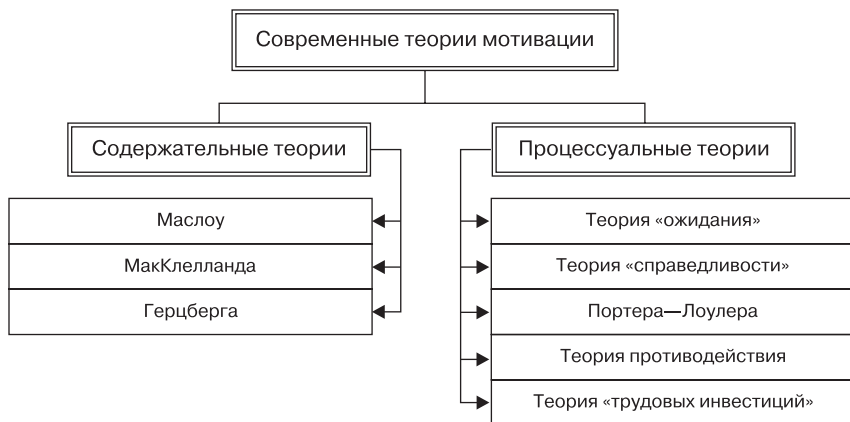 Современные теории мотивации
Содержательные теории
Процессуальные теории
Маслоу
МакКлелланда
Герцберга
Теория «ожидания»
Теория «справедливости»
Портера—Лоулера
Теория противодействия
Теория «трудовых инвестиций»